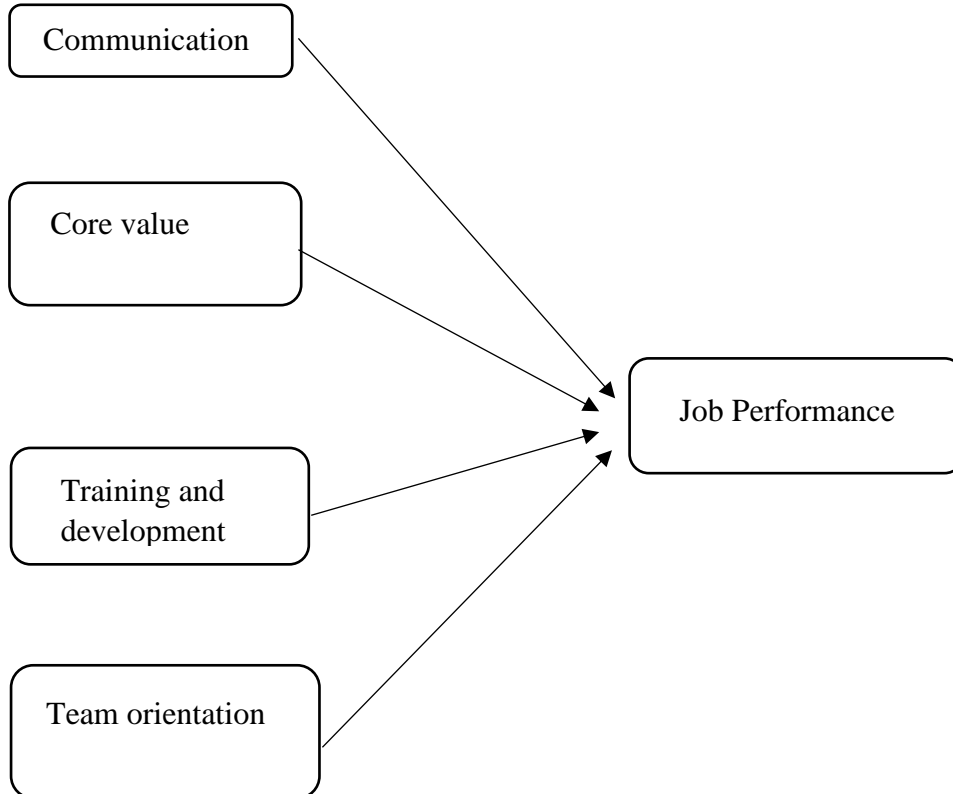 Communication
Core value
Job Performance
Training and
development
Team orientation